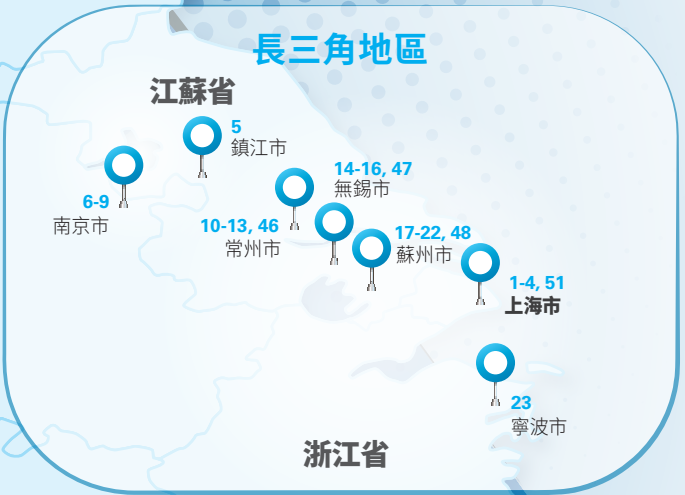 長三角地區
江蘇省
5
鎮江市
14-16, 47
無錫市
6-9
南京市
10-13, 46
常州市
17-22, 48
蘇州市
1-4, 51
上海市
23
寧波市
浙江省